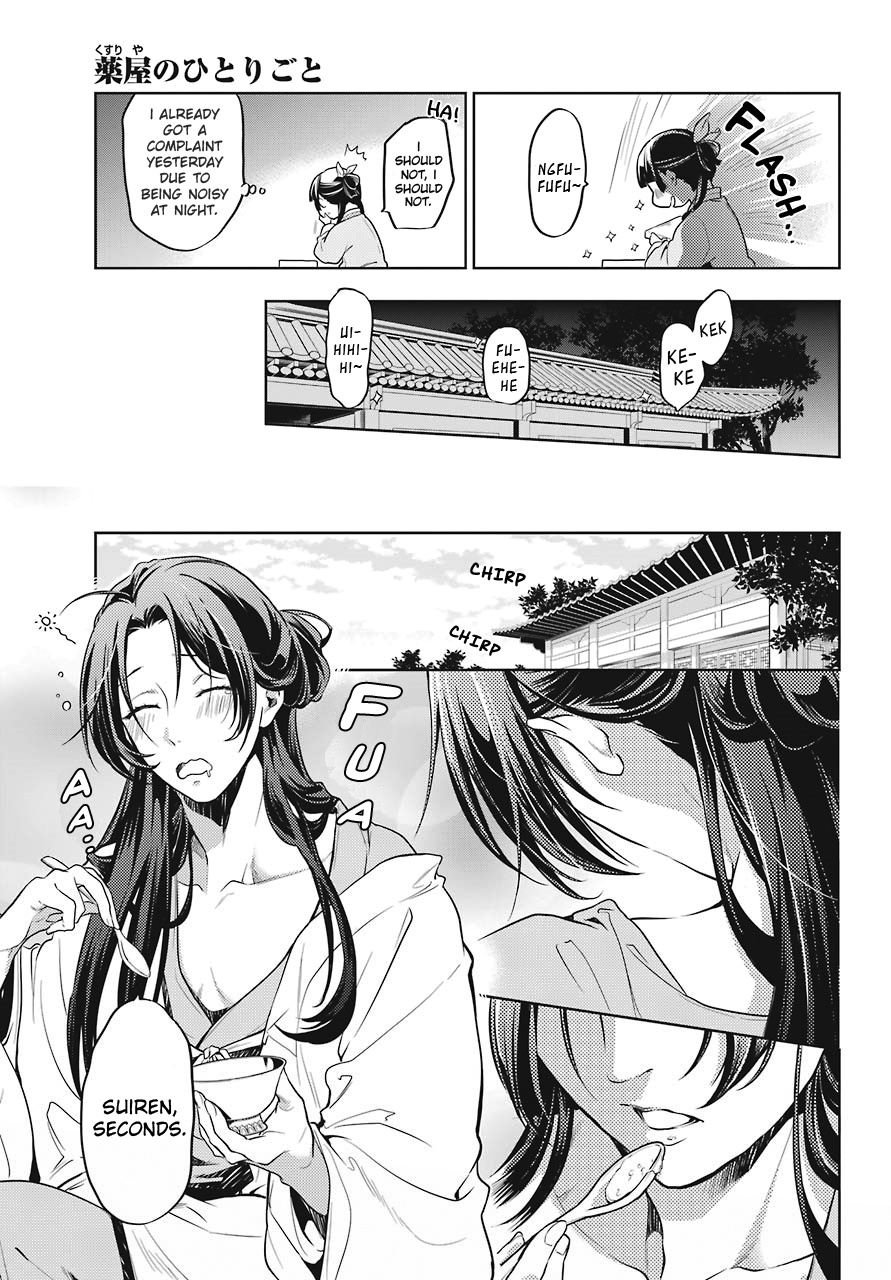 くすり や
薬屋のひとりごと
FLASH..
NGFU-
FUFU~
HA!
I
SHOULD
NOT, I
SHOULD
NOT.
I ALREADY
GOT A
COMPLAINT
YESTERDAY
DUE TO
BEING NOISY
AT NIGHT.
KEK
KE-
KE
FU-
EHE-
HE
UI-
HIHI-
HI~
CHIRP
CHIRP
FUA
AA..
SUIREN,
SECONDS.